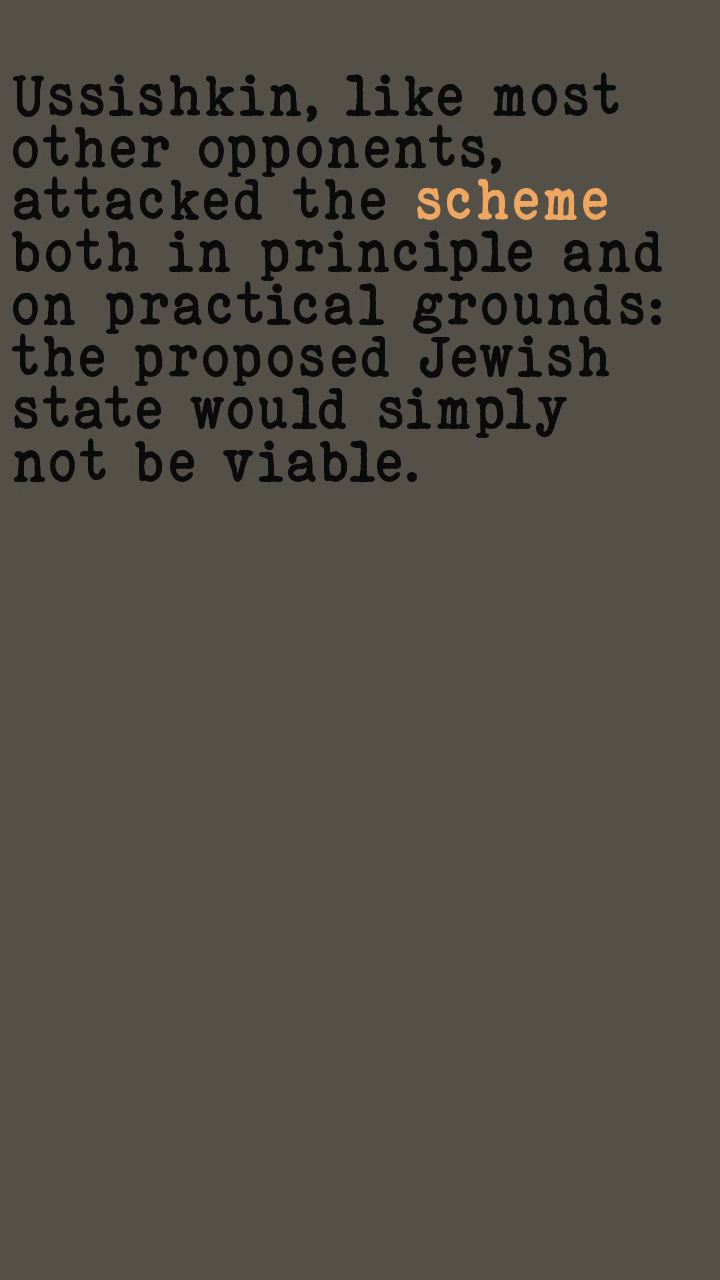 Ussishkin, like most
other opponents,
attacked the scheme
both in principle and
on practical grounds:
the proposed Jewish
state would simply
not be viable.